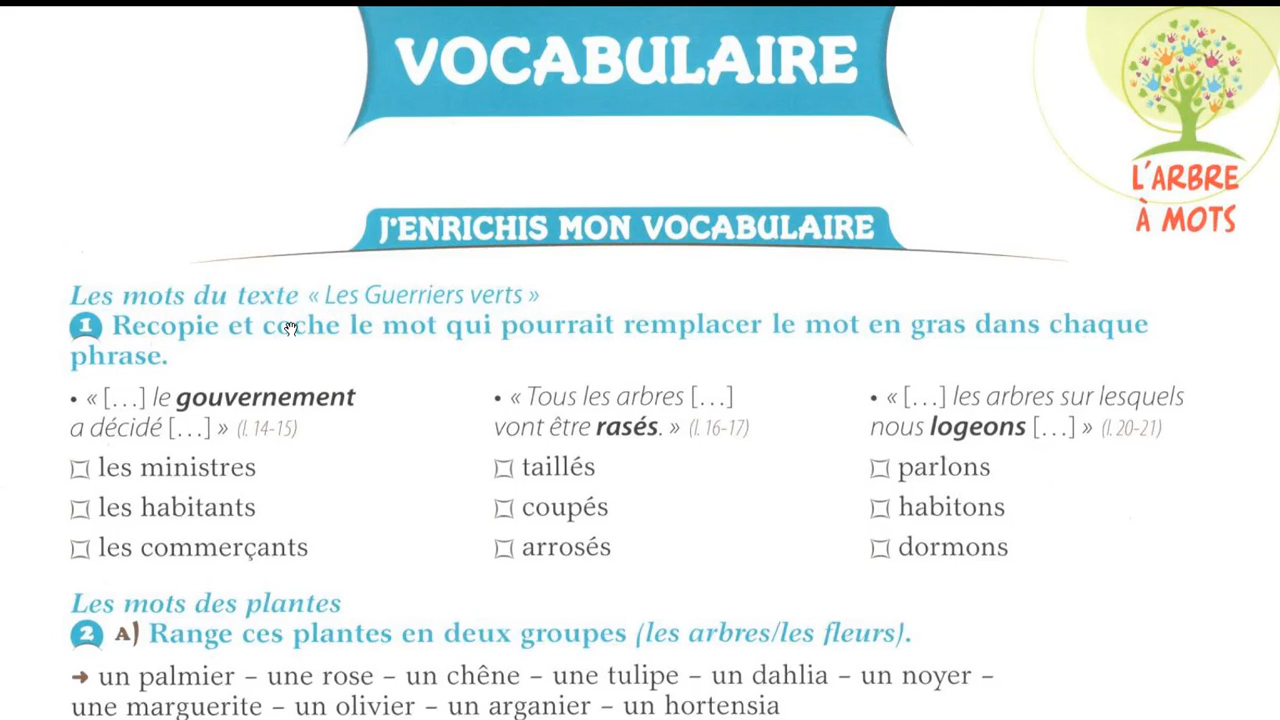 VOCABULAIRE
L'ARBRE
À MOTS
J'ENRICHIS MON VOCABULAIRE
Les mots du texte « Les Guerriers verts »
1 Recopie et coche le mot qui pourrait remplacer le mot en gras dans chaque
phrase.
• « […] le gouvernement
a décidé […] » (l. 14-15)
les ministres
les habitants
les commerçants
• « Tous les arbres […]
vont être rasés. » (l. 16-17)
taillés
coupés
arrosés
• « […] les arbres sur lesquels
nous logeons […] » (l. 20-21)
parlons
habitons
dormons
Les mots des plantes
2 A) Range ces plantes en deux groupes (les arbres/les fleurs).
➜ un palmier – une rose – un chêne – une tulipe – un dahlia – un noyer –
une marguerite – un olivier – un arganier – un hortensia